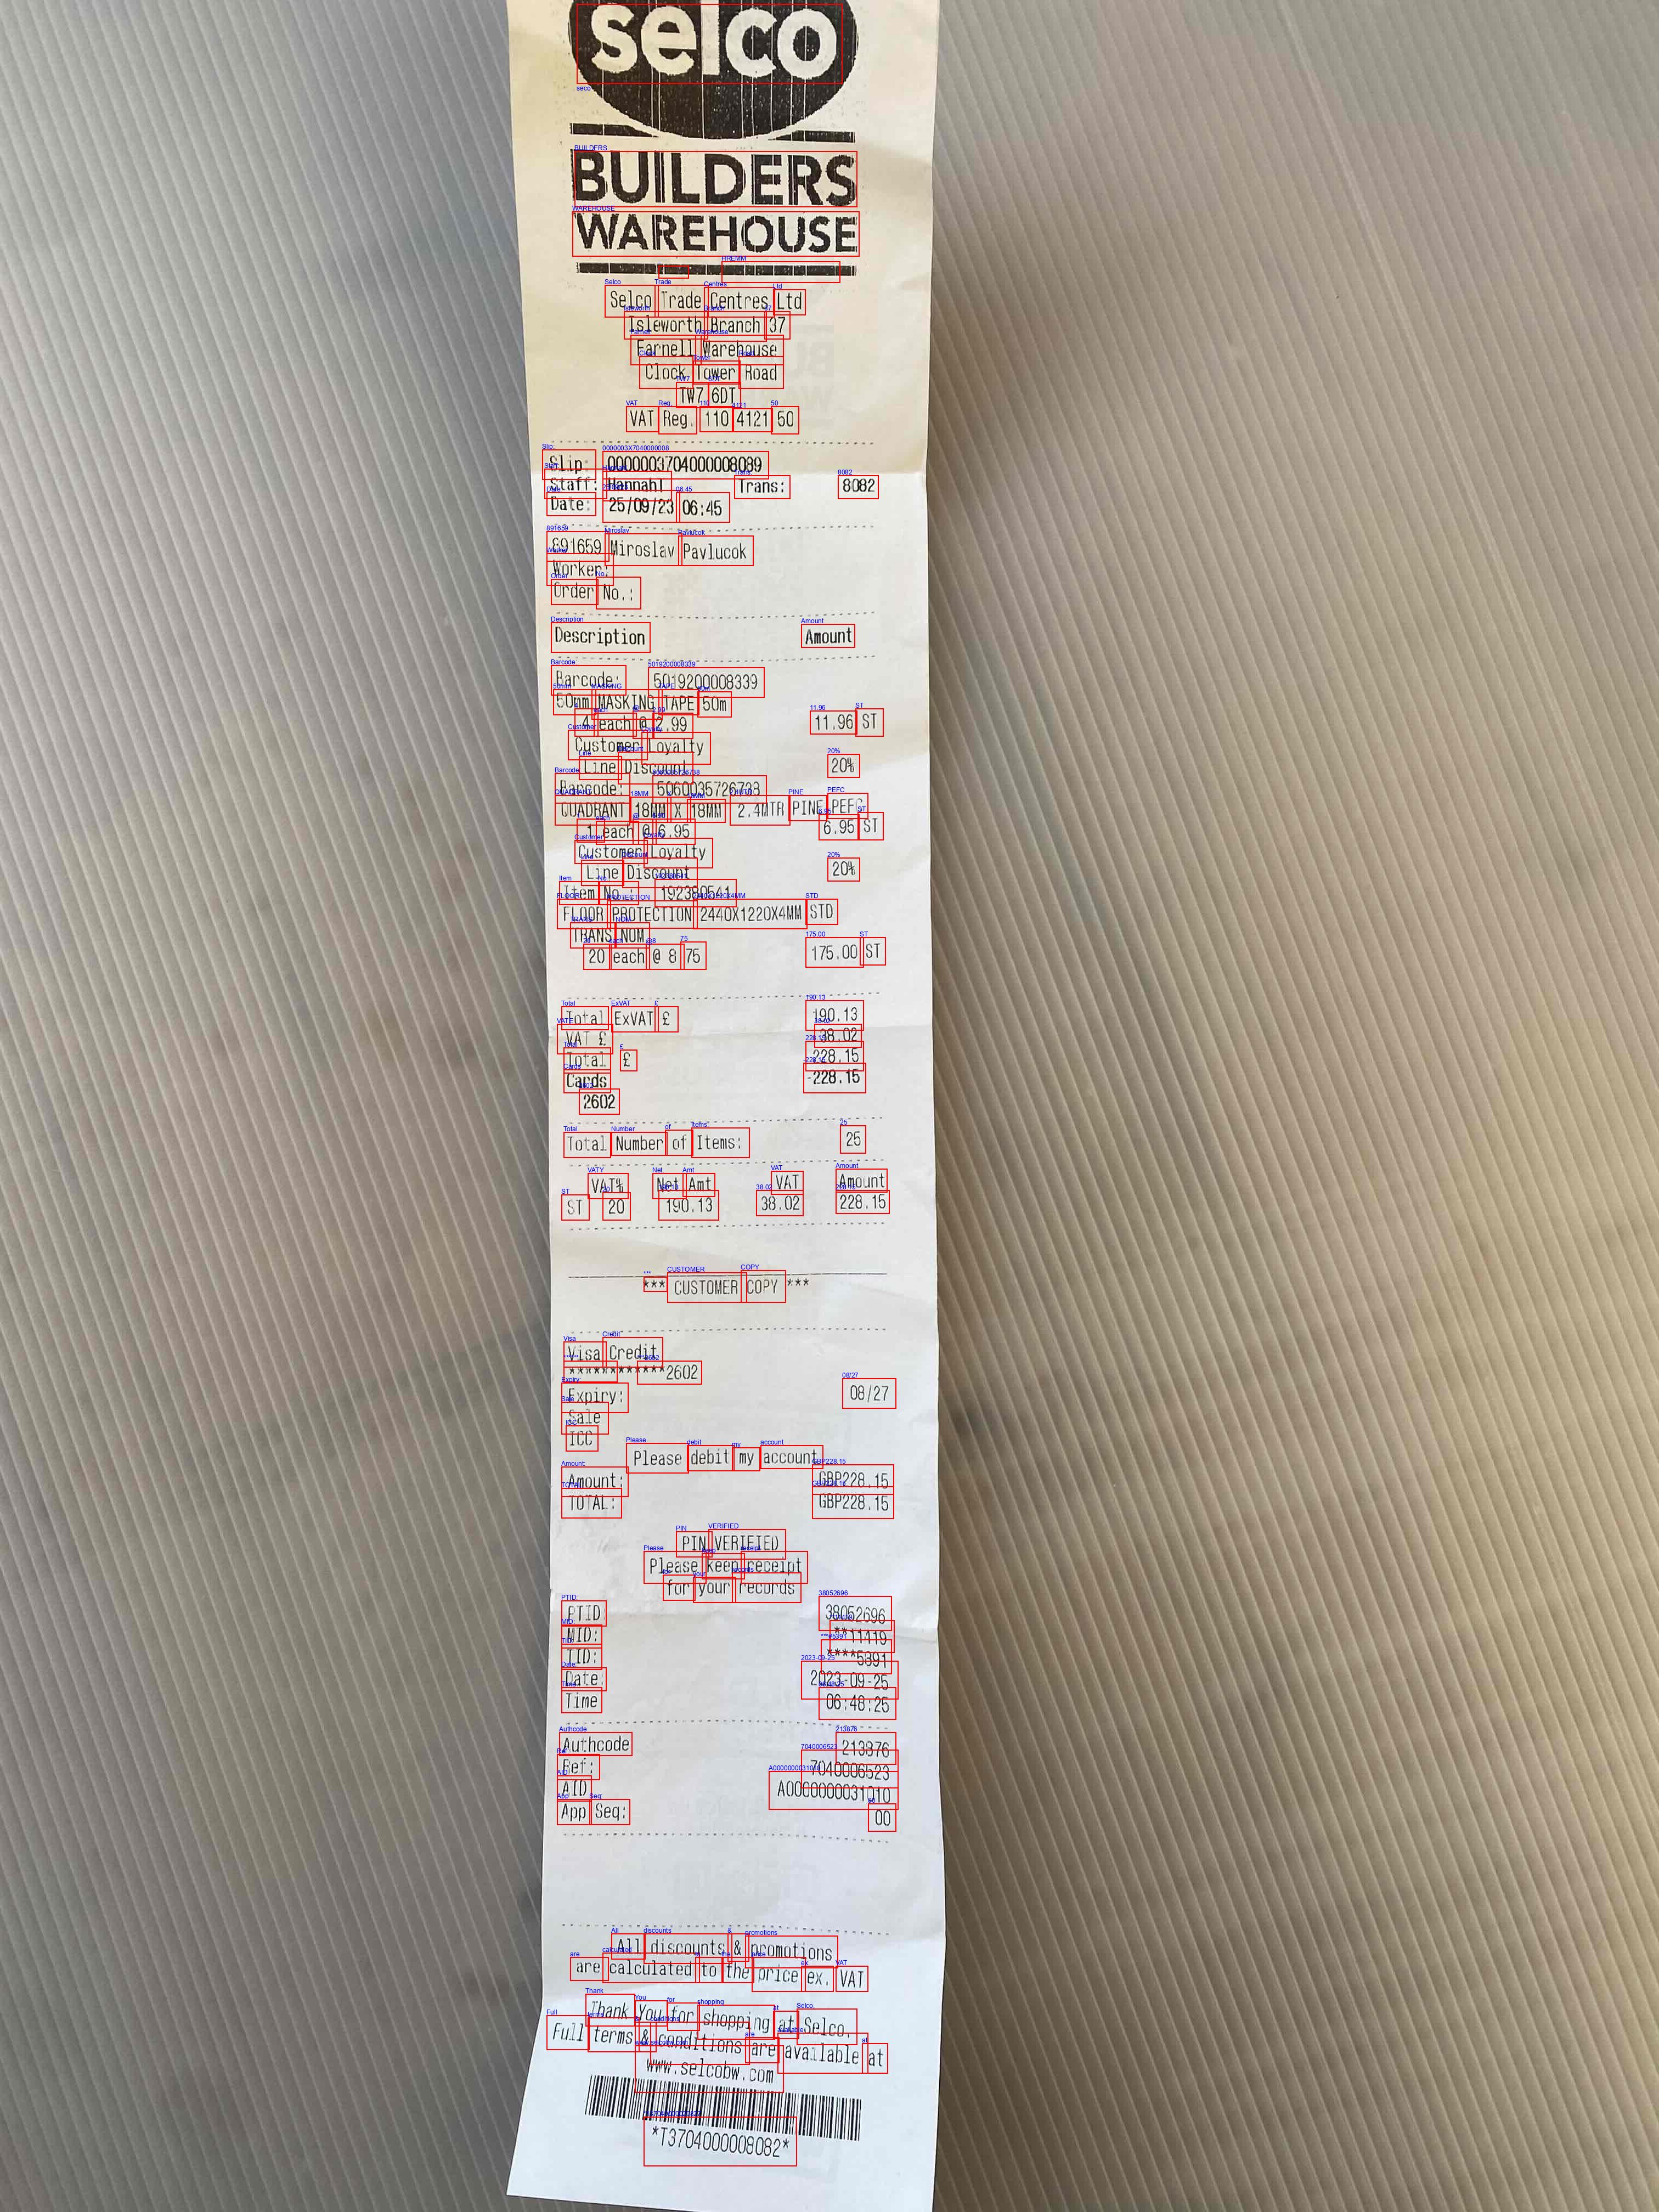 selco
BUILDERS
WAREHOUSE
Selco Trade Centres Ltd
Isleworth Branch 37
Farnell Warehouse
Clock Tower Road
TW7 6DT
VAT Reg. 110 4121 50
Slip: 0000003704000008089
Staff: HannahT Trans: 8082
Date: 25/09/23 06:45
891659 Miroslav Pavlucok
Worker:
Order No.:
Description Amount
Barcode: 5019200008339
50mm MASKING TAPE 50m
4 each @ 2.99 11.96 ST
Customer Loyalty
Line Discount 20%
Barcode: 5060035726738
QUADRANT 18MM X 18MM 2.4MTR PINE PEFC
1 each @ 6.95 6.95 ST
Customer Loyalty
Line Discount 20%
Item No.: 192380541
FLOOR PROTECTION 2440X1220X4MM STD
TRANS NOM
20 each @ 8.75 175.00 ST
Total ExVAT £ 190.13
VAT £ 38.02
Total £ 228.15
Cards -228.15
2602
Total Number of Items: 25
VAT% Net Amt VAT Amount
ST 20 190.13 38.02 228.15
*** CUSTOMER COPY ***
Visa Credit
************2602
Expiry: 08/27
Sale
ICC
Please debit my account
Amount: GBP228.15
TOTAL: GBP228.15
PIN VERIFIED
Please keep receipt
for your records
PTID: 38052696
MID: **11419
TID: ****5391
Date: 2023-09-25
Time 06:48:25
Authcode 213876
Ref: 7040006523
AID A0000000031010
App Seq: 00
All discounts & promotions
are calculated to the price ex. VAT
Thank You for shopping at Selco.
Full terms & conditions are available at
www.selcobw.com
*T3704000008082*